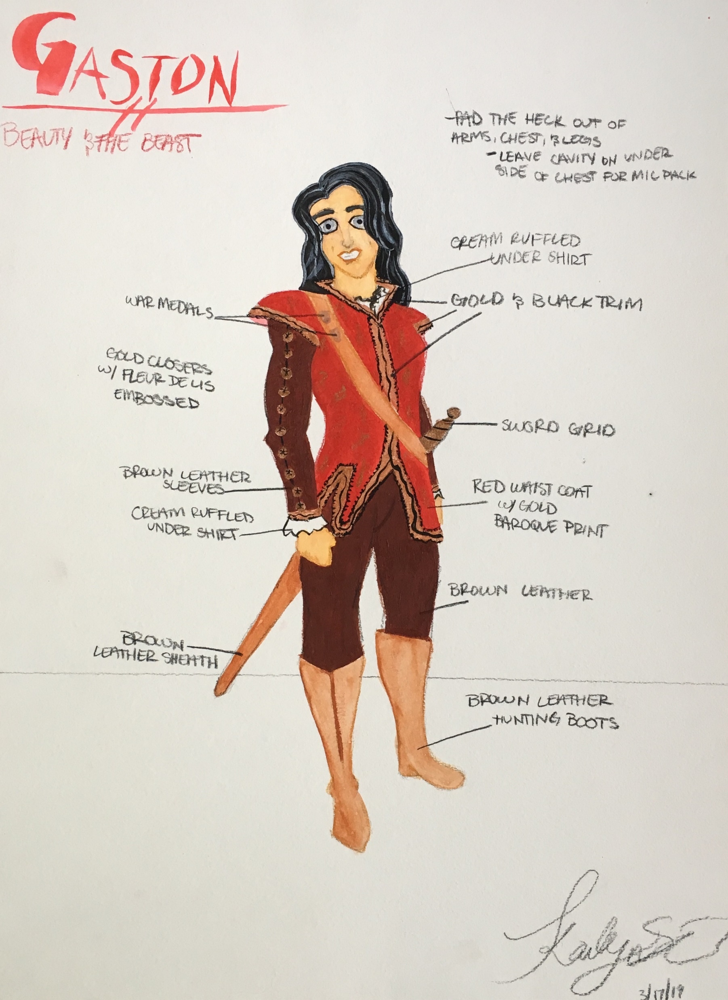 GASTON
BEAUTY & THE BEAST
-PAD THE HECK OUT OF
ARMS, CHEST, & LEGS
- LEAVE CAVITY ON UNDER
SIDE OF CHEST FOR MIC PACK
CREAM RUFFLED
UNDER SHIRT
GOLD & BLACK TRIM
WAR MEDALS
GOLD CLOSERS
W/ FLEUR DE LIS
EMBOSSED
SWORD GRID
BROWN LEATHER
SLEEVES
RED WAIST COAT
W/ GOLD
BAROQUE PRINT
CREAM RUFFLED
UNDER SHIRT
BROWN LEATHER
BROWN
LEATHER SHEATH
BROWN LEATHER
HUNTING BOOTS
3/17/19